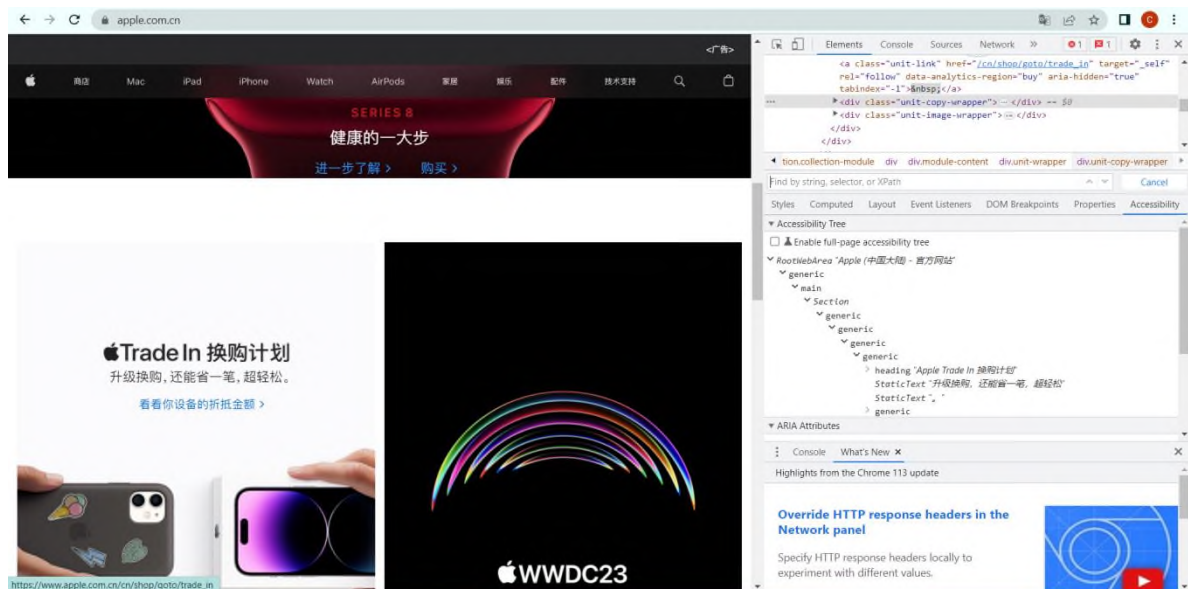 apple.com.cn
<广告>
商店 Mac iPad iPhone Watch AirPods 家居 娱乐 配件 技术支持
SERIES 8
健康的一大步
进一步了解 > 购买 >
Trade In 换购计划
升级换购，还能省一笔，超轻松。
看看你设备的折抵金额 >
WWDC23
https://www.apple.com.cn/cn/shop/goto/trade_in
Elements Console Sources Network » 1 1
<a class="unit-link" href="/cn/shop/goto/trade_in" target="_self"
rel="follow" data-analytics-region="buy" aria-hidden="true"
tabindex="-1">&nbsp;</a>
<div class="unit-copy-wrapper"> … </div> == $0
<div class="unit-image-wrapper"> … </div>
</div>
</div>
tion.collection-module div div.module-content div.unit-wrapper div.unit-copy-wrapper
Find by string, selector, or XPath Cancel
Styles Computed Layout Event Listeners DOM Breakpoints Properties Accessibility
Accessibility Tree
Enable full-page accessibility tree
RootWebArea "Apple (中国大陆) - 官方网站"
generic
main
Section
generic
generic
generic
generic
heading "Apple Trade In 换购计划"
StaticText "升级换购，还能省一笔，超轻松"
StaticText "。"
generic
ARIA Attributes
Console What's New ×
Highlights from the Chrome 113 update
Override HTTP response headers in the
Network panel
Specify HTTP response headers locally to
experiment with different values.